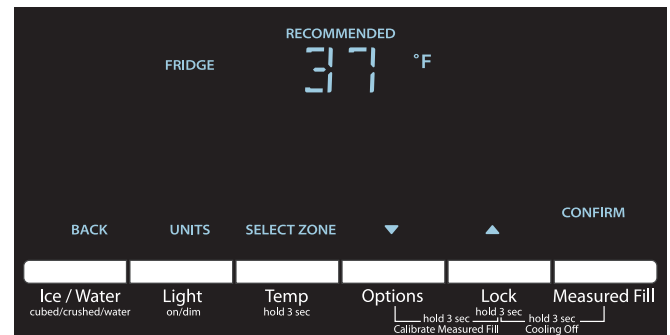 RECOMMENDED
FRIDGE 37 °F
CONFIRM
BACK UNITS SELECT ZONE ▼ ▲
Ice / Water Light Temp Options Lock Measured Fill
cubed/crushed/water on/dim hold 3 sec hold 3 sec
hold 3 sec hold 3 sec
Calibrate Measured Fill Cooling Off